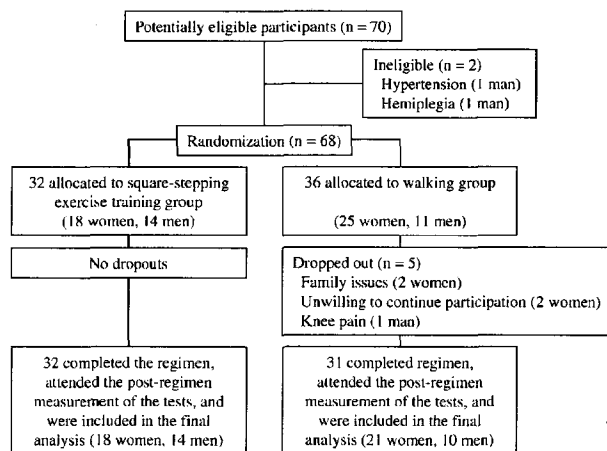 Potentially eligible participants (n = 70)
Ineligible (n = 2)
Hypertension (1 man)
Hemiplegia (1 man)
Randomization (n = 68)
32 allocated to square-stepping
exercise training group
(18 women, 14 men)
36 allocated to walking group
(25 women, 11 men)
No dropouts
Dropped out (n = 5)
Family issues (2 women)
Unwilling to continue participation (2 women)
Knee pain (1 man)
32 completed the regimen,
attended the post-regimen
measurement of the tests, and
were included in the final
analysis (18 women, 14 men)
31 completed regimen,
attended the post-regimen
measurement of the tests, and
were included in the final
analysis (21 women, 10 men)